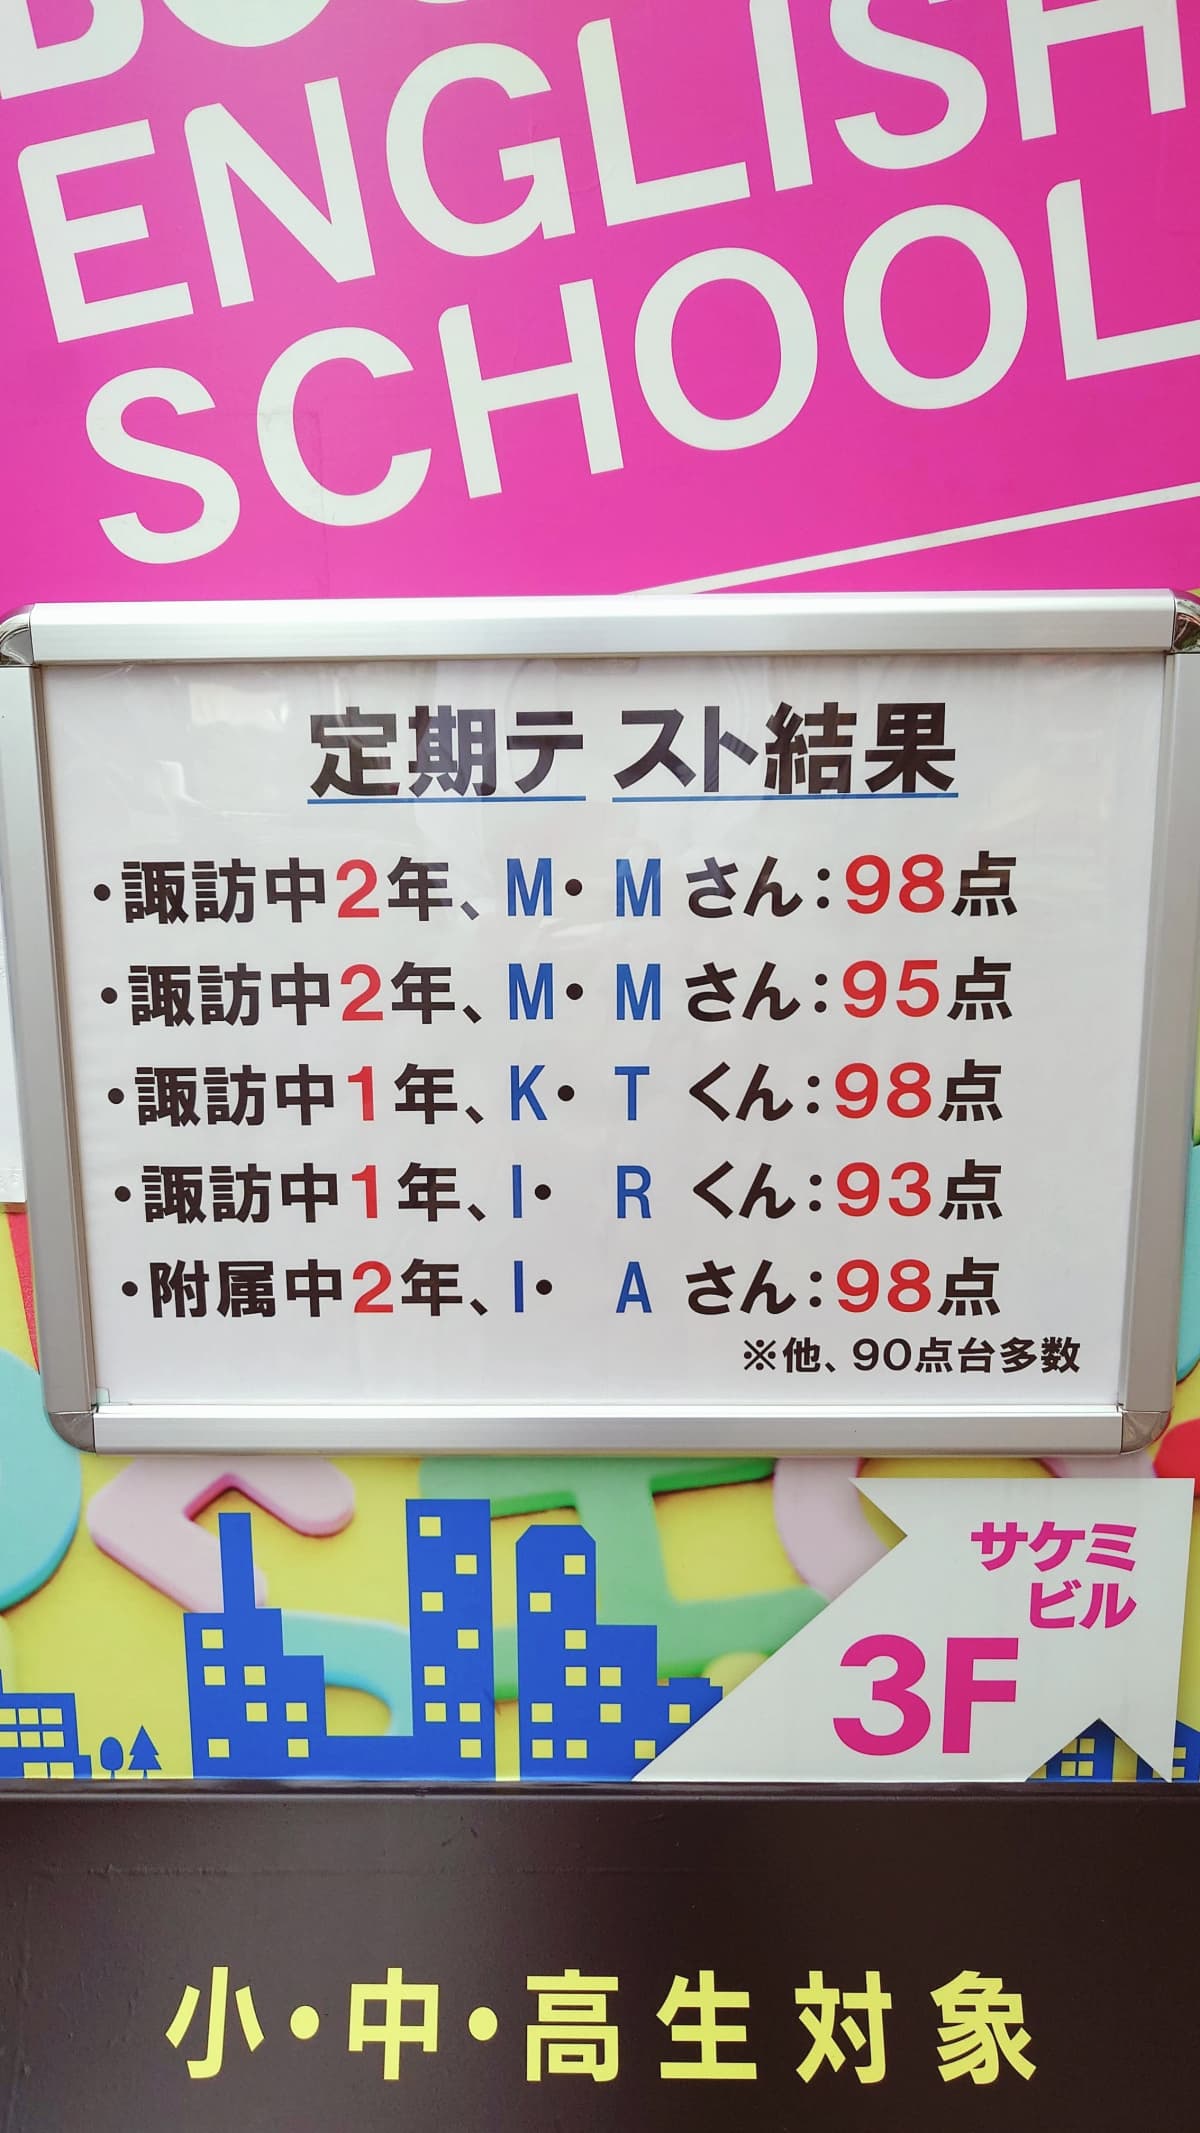 ENGLISH
SCHOOL
定期テスト結果
・諏訪中2年、M・Mさん：98点
・諏訪中2年、M・Mさん：95点
・諏訪中1年、K・Tくん：98点
・諏訪中1年、I・Rくん：93点
・附属中2年、I・Aさん：98点
※他、90点台多数
サケミ
ビル
3F
小・中・高生対象